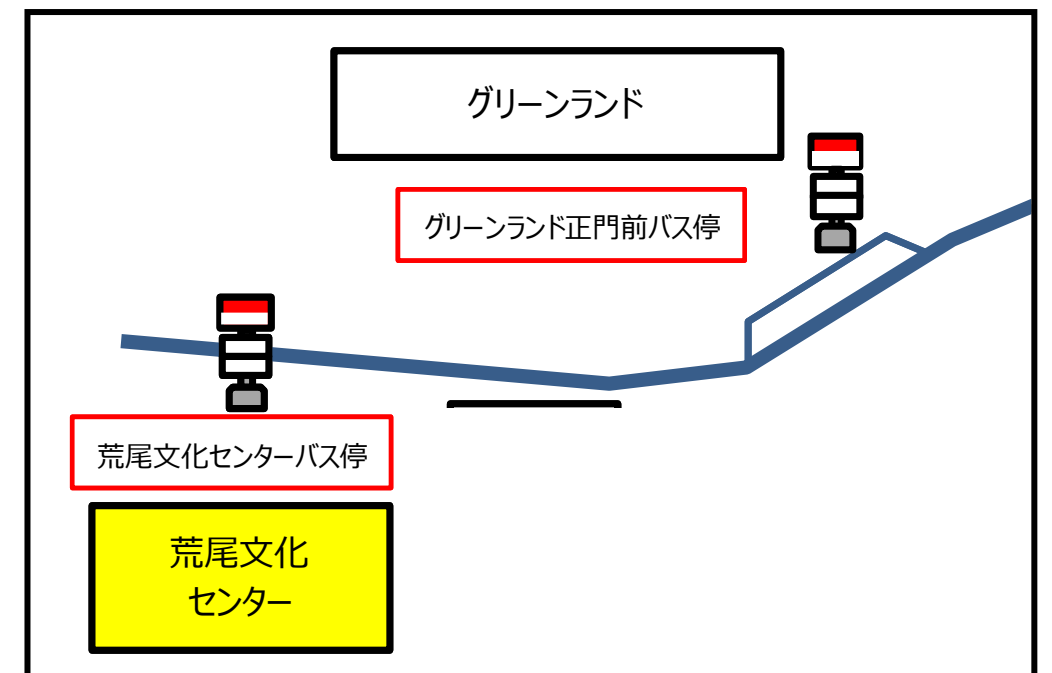 グリーンランド
グリーンランド正門前バス停
荒尾文化センターバス停
荒尾文化
センター